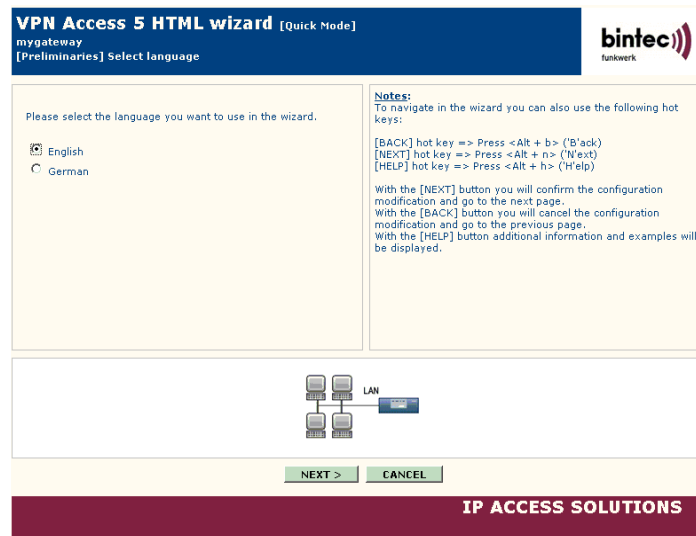 VPN Access 5 HTML wizard [Quick Mode]
mygateway
[Preliminaries] Select language
bintec
funkwerk
Please select the language you want to use in the wizard.
English
German
Notes:
To navigate in the wizard you can also use the following hot
keys:
[BACK] hot key => Press <Alt + b> ('B'ack)
[NEXT] hot key => Press <Alt + n> ('N'ext)
[HELP] hot key => Press <Alt + h> ('H'elp)
With the [NEXT] button you will confirm the configuration
modification and go to the next page.
With the [BACK] button you will cancel the configuration
modification and go to the previous page.
With the [HELP] button additional information and examples will
be displayed.
LAN
NEXT >
CANCEL
IP ACCESS SOLUTIONS